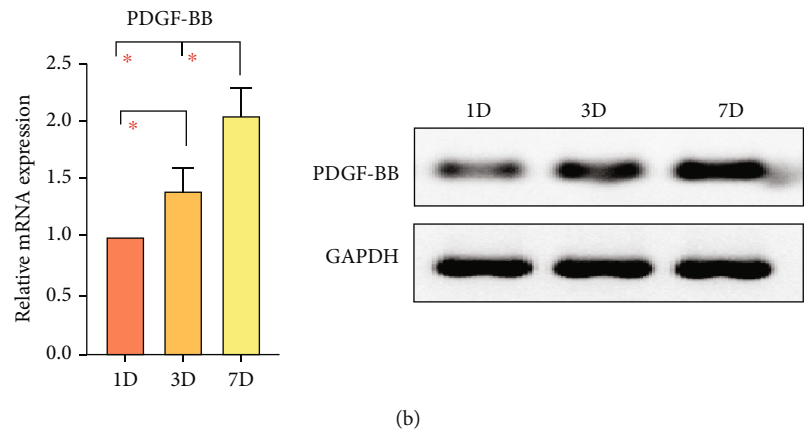 PDGF-BB
* *
*
Relative mRNA expression
2.5
2.0
1.5
1.0
0.5
0.0
1D 3D 7D
1D 3D 7D
PDGF-BB
GAPDH
(b)